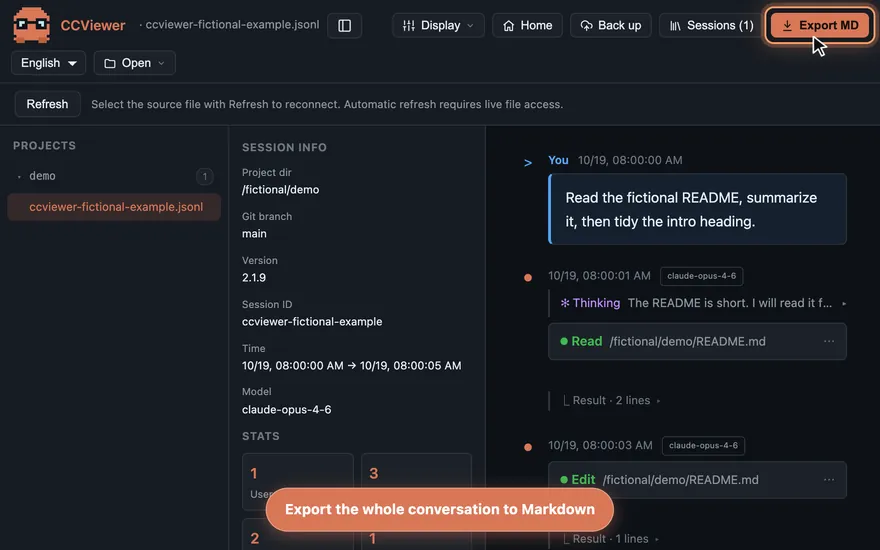 CCViewer · ccviewer-fictional-example.jsonl Display Home Back up Sessions (1) Export MD
English Open
Refresh Select the source file with Refresh to reconnect. Automatic refresh requires live file access.
PROJECTS
demo 1
ccviewer-fictional-example.jsonl
SESSION INFO
Project dir
/fictional/demo
Git branch
main
Version
2.1.9
Session ID
ccviewer-fictional-example
Time
10/19, 08:00:00 AM → 10/19, 08:00:05 AM
Model
claude-opus-4-6
STATS
1
User
3
2
1
> You 10/19, 08:00:00 AM
Read the fictional README, summarize
it, then tidy the intro heading.
10/19, 08:00:01 AM claude-opus-4-6
✻ Thinking The README is short. I will read it f...
Read /fictional/demo/README.md ...
Result · 2 lines
10/19, 08:00:03 AM claude-opus-4-6
Edit /fictional/demo/README.md ...
Result · 1 lines
Export the whole conversation to Markdown